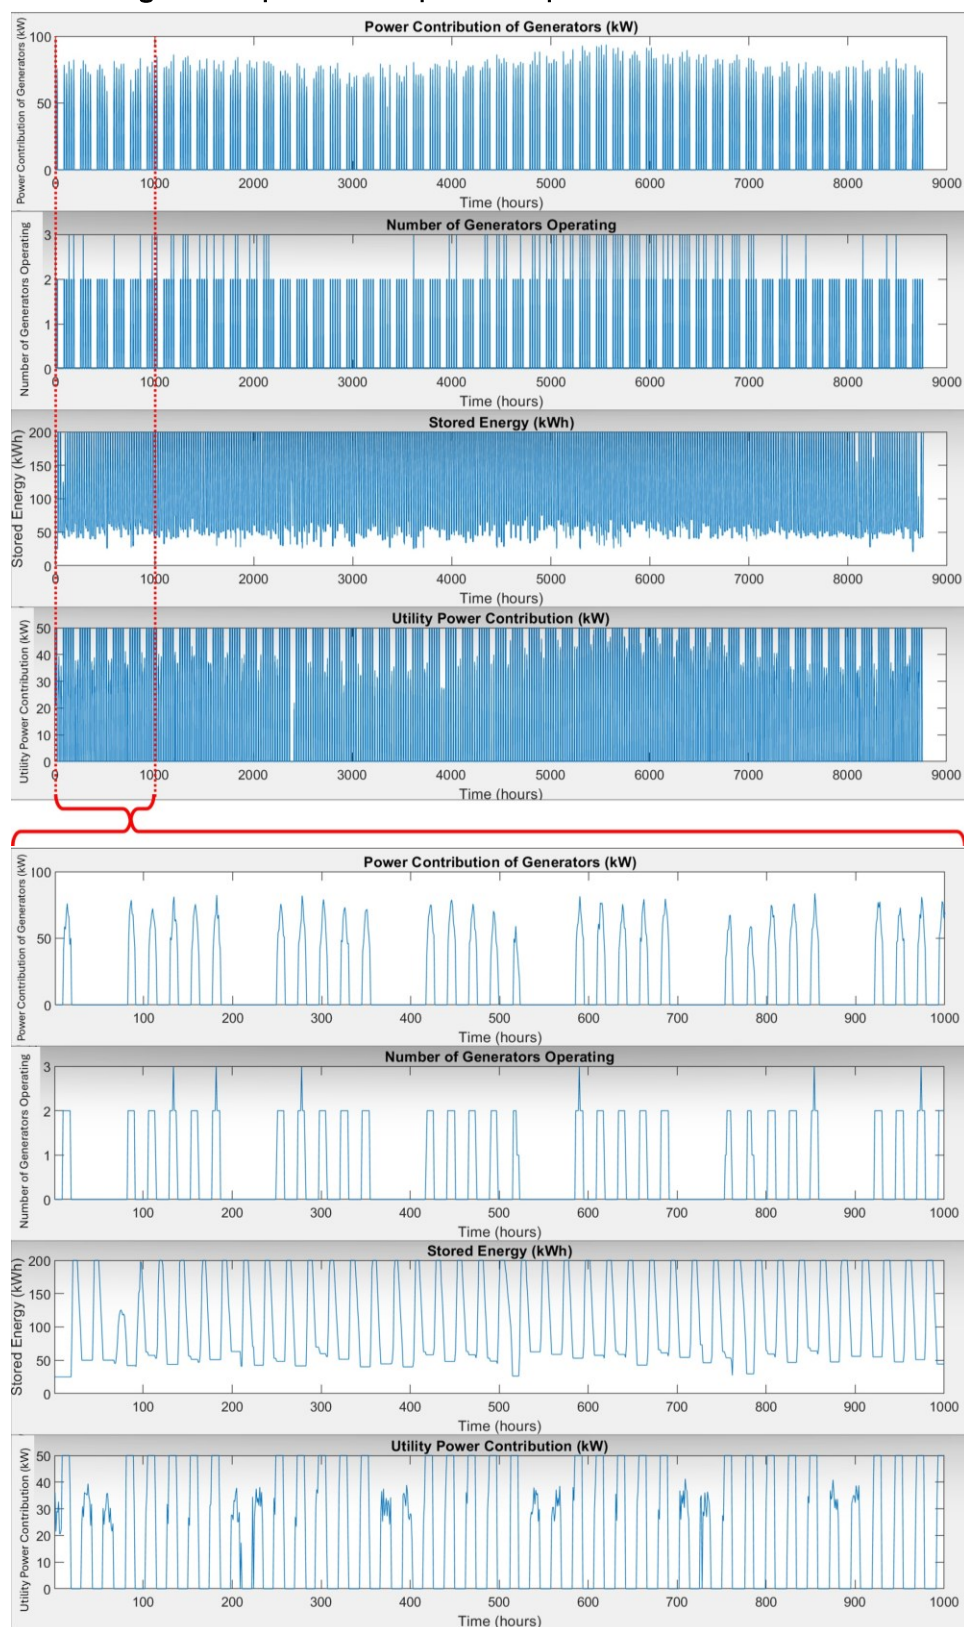 Power Contribution of Generators (kW)
Power Contribution of Generators (kW)
100
50
0
0 1000 2000 3000 4000 5000 6000 7000 8000 9000
Time (hours)
Number of Generators Operating
Number of Generators Operating
3
2
1
0
0 1000 2000 3000 4000 5000 6000 7000 8000 9000
Time (hours)
Stored Energy (kWh)
Stored Energy (kWh)
200
150
100
50
0
0 1000 2000 3000 4000 5000 6000 7000 8000 9000
Time (hours)
Utility Power Contribution (kW)
Utility Power Contribution (kW)
50
40
30
20
10
0
0 1000 2000 3000 4000 5000 6000 7000 8000 9000
Time (hours)
Power Contribution of Generators (kW)
Power Contribution of Generators (kW)
100
50
0
100 200 300 400 500 600 700 800 900 1000
Time (hours)
Number of Generators Operating
Number of Generators Operating
3
2
1
0
100 200 300 400 500 600 700 800 900 1000
Time (hours)
Stored Energy (kWh)
Stored Energy (kWh)
200
150
100
50
0
100 200 300 400 500 600 700 800 900 1000
Time (hours)
Utility Power Contribution (kW)
Utility Power Contribution (kW)
50
40
30
20
10
0
100 200 300 400 500 600 700 800 900 1000
Time (hours)